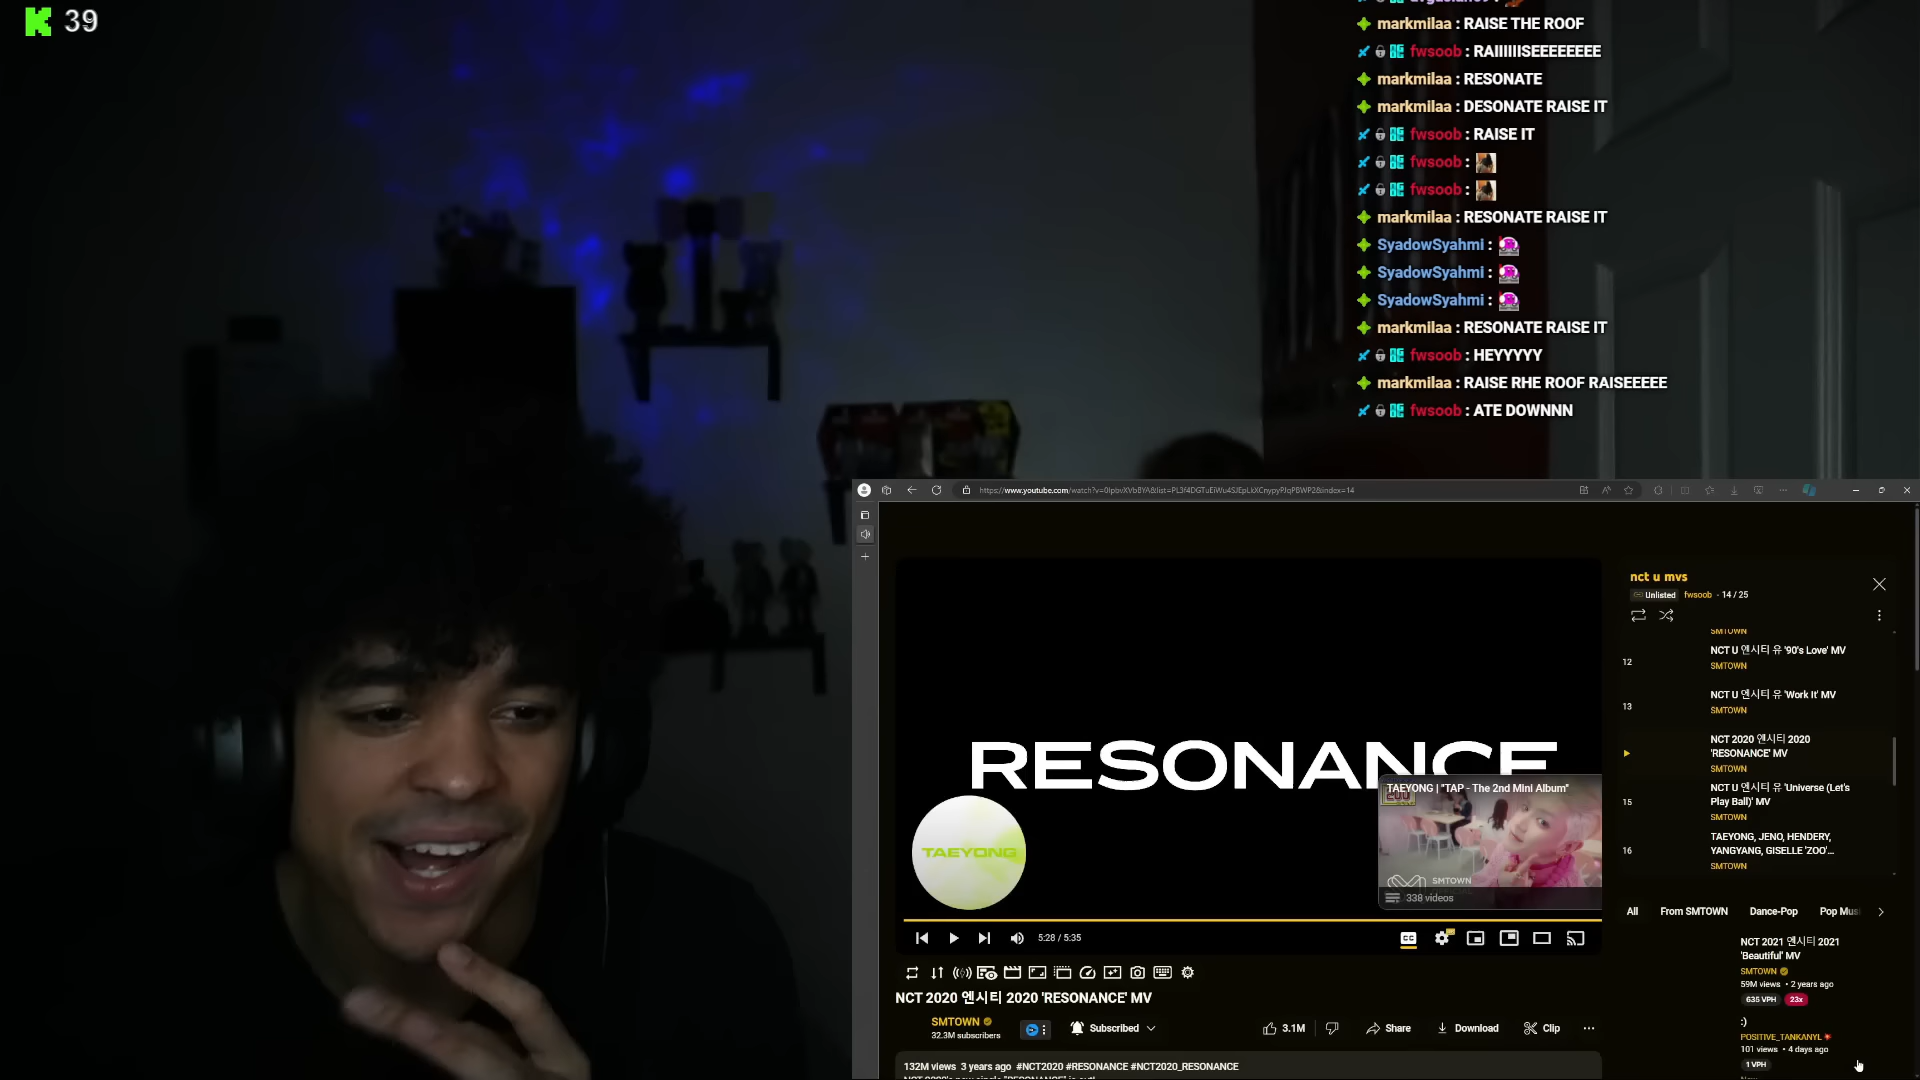 39
markmilaa : RAISE THE ROOF
fwsoob : RAIIIIIISEEEEEEEE
markmilaa : RESONATE
markmilaa : DESONATE RAISE IT
fwsoob : RAISE IT
fwsoob :
fwsoob :
markmilaa : RESONATE RAISE IT
SyadowSyahmi :
SyadowSyahmi :
SyadowSyahmi :
markmilaa : RESONATE RAISE IT
fwsoob : HEYYYYY
markmilaa : RAISE RHE ROOF RAISEEEEE
fwsoob : ATE DOWNNN
RESONANCE
TAEYONG
TAEYONG | "TAP - The 2nd Mini Album"
SMTOWN
338 videos
5:28 / 5:35
CC
NCT 2020 엔시티 2020 'RESONANCE' MV
SMTOWN
32.3M subscribers
Subscribed
3.1M
Share
Download
Clip
132M views 3 years ago #NCT2020 #RESONANCE #NCT2020_RESONANCE
nct u mvs
Unlisted fwsoob - 14 / 25
SMTOWN
12
NCT U 엔시티 유 '90's Love' MV
SMTOWN
13
NCT U 엔시티 유 'Work It' MV
SMTOWN
NCT 2020 엔시티 2020
'RESONANCE' MV
SMTOWN
15
NCT U 엔시티 유 'Universe (Let's
Play Ball)' MV
SMTOWN
16
TAEYONG, JENO, HENDERY,
YANGYANG, GISELLE 'ZOO'...
SMTOWN
All
From SMTOWN
Dance-Pop
NCT 2021 엔시티 2021
'Beautiful' MV
SMTOWN
59M views • 2 years ago
635 VPH 23x
:)
POSITIVE_TANKANYL
101 views • 4 days ago
1 VPH